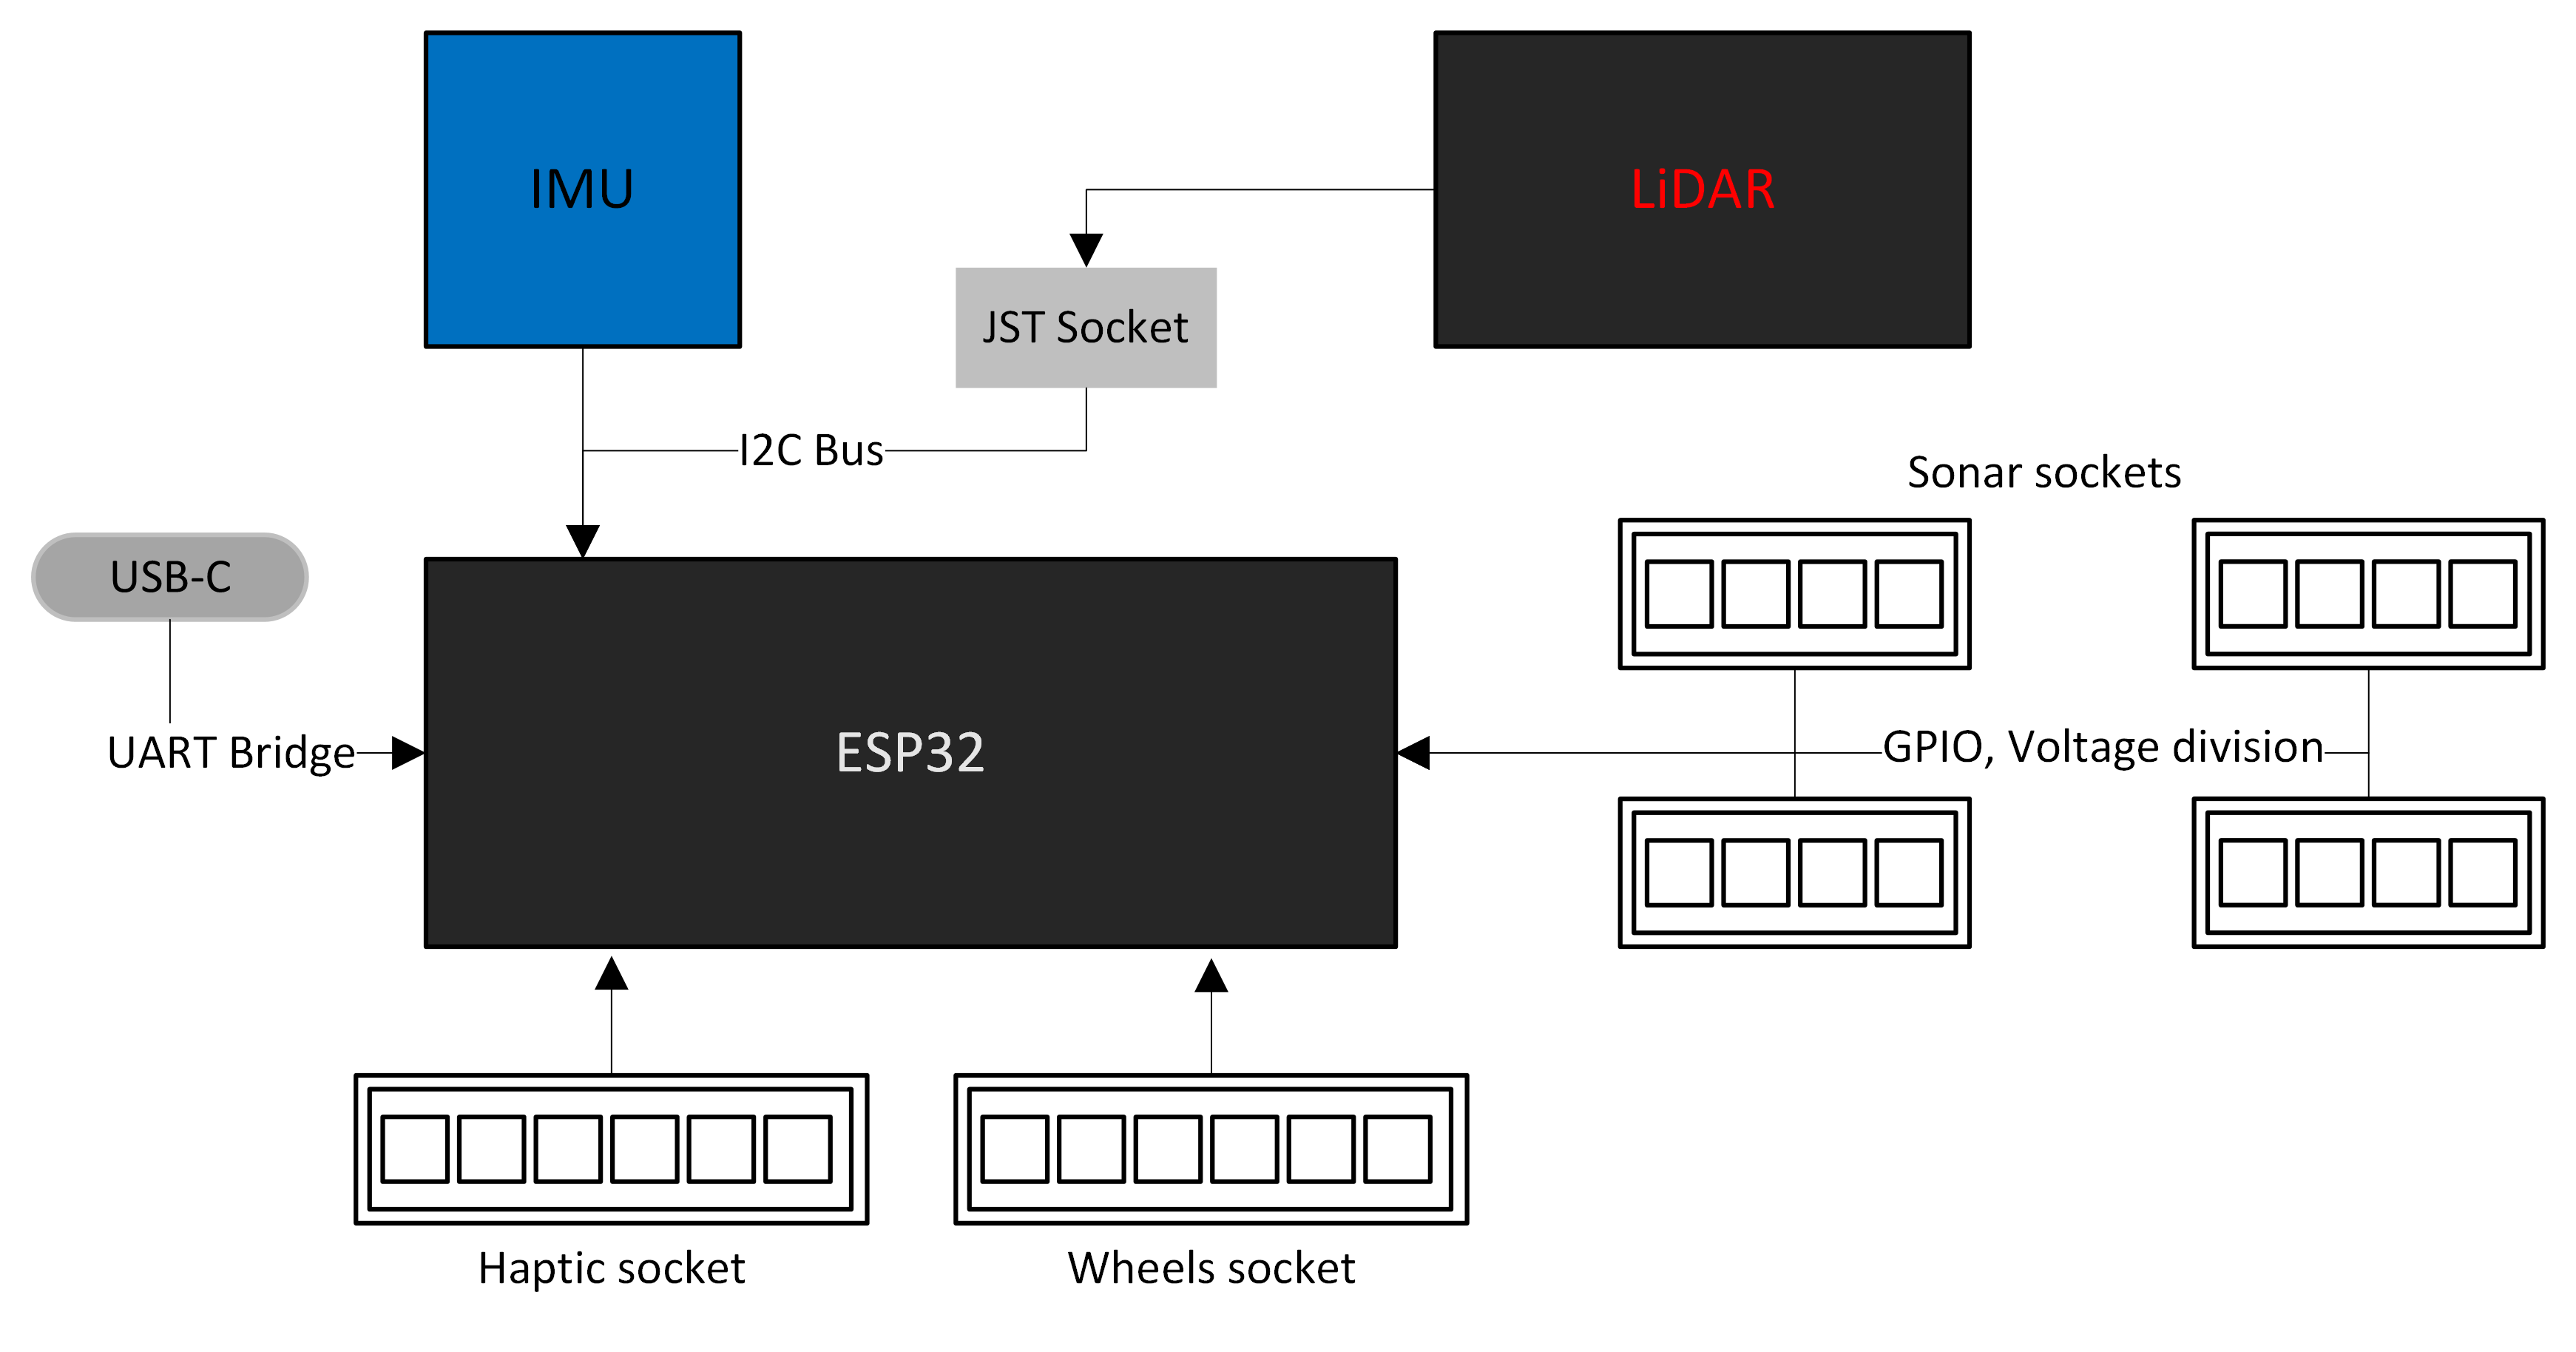 IMU
LiDAR
JST Socket
I2C Bus
Sonar sockets
USB-C
UART Bridge
ESP32
GPIO, Voltage division
Haptic socket
Wheels socket